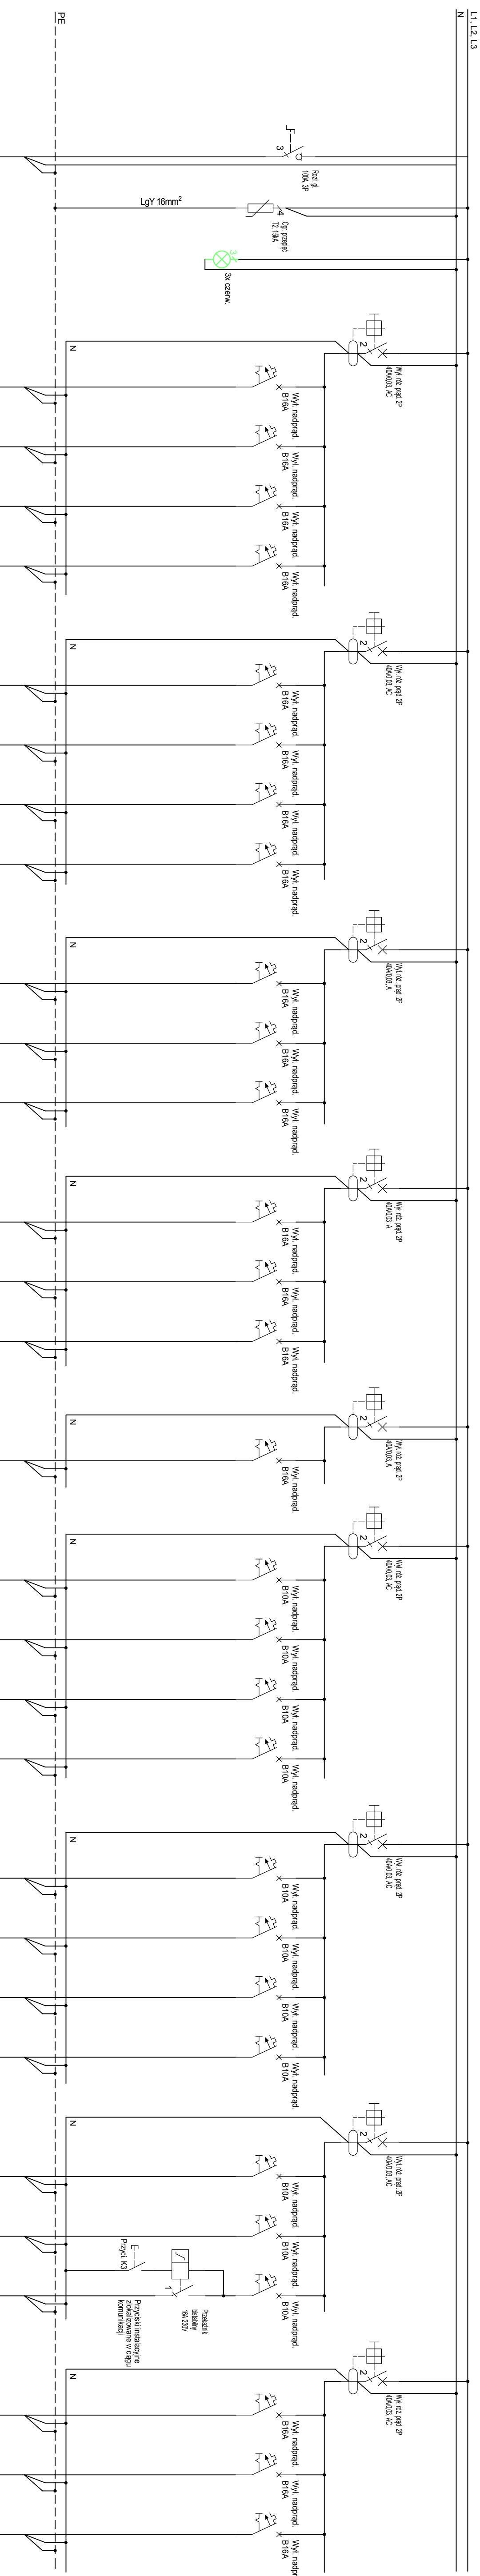 L1, L2, L3
N
PE
3
Rozł. gł.
100A, 3P
LgY 16mm²
4
Ogr. przepięć
T2, 15kA
3x
3x czerw.
2
Wył. róż. prąd. 2P
40A/0,03, AC
N
Wył. nadprąd.
B16A
Wył. nadprąd.
B16A
Wył. nadprąd.
B16A
Wył. nadprąd.
B16A
2
Wył. róż. prąd. 2P
40A/0,03, AC
N
Wył. nadprąd.
B16A
Wył. nadprąd.
B16A
Wył. nadprąd.
B16A
Wył. nadprąd.
B16A
2
Wył. róż. prąd. 2P
40A/0,03, A
N
Wył. nadprąd.
B16A
Wył. nadprąd.
B16A
Wył. nadprąd.
B16A
2
Wył. róż. prąd. 2P
40A/0,03, A
N
Wył. nadprąd.
B16A
Wył. nadprąd.
B16A
Wył. nadprąd.
B16A
2
Wył. róż. prąd. 2P
40A/0,03, A
N
Wył. nadprąd.
B16A
2
Wył. róż. prąd. 2P
40A/0,03, AC
N
Wył. nadprąd.
B10A
Wył. nadprąd.
B10A
Wył. nadprąd.
B10A
Wył. nadprąd.
B10A
2
Wył. róż. prąd. 2P
40A/0,03, AC
N
Wył. nadprąd.
B10A
Wył. nadprąd.
B10A
Wył. nadprąd.
B10A
Wył. nadprąd.
B10A
2
Wył. róż. prąd. 2P
40A/0,03, AC
N
Wył. nadprąd.
B10A
Wył. nadprąd.
B10A
Wył. nadprąd.
B10A
Przekaźnik
bistabilny
16A 230V
1
Przyci. K3
Przyciski instalacyjne
zlokalizowane w ciągu
komunikacji
2
Wył. róż. prąd. 2P
40A/0,03, AC
N
Wył. nadprąd.
B16A
Wył. nadprąd.
B16A
Wył. nadprąd.
B16A